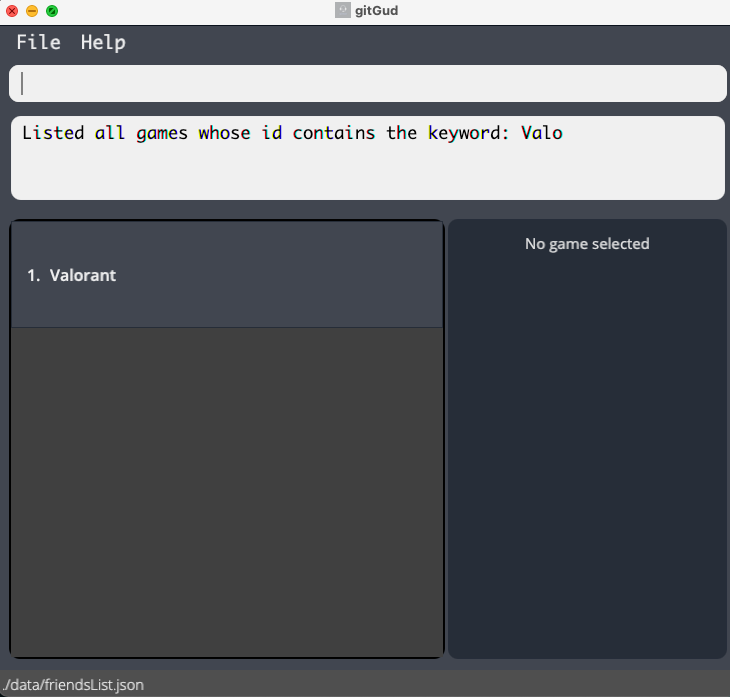 gitGud
File Help
Listed all games whose id contains the keyword: Valo
1. Valorant
No game selected
./data/friendsList.json